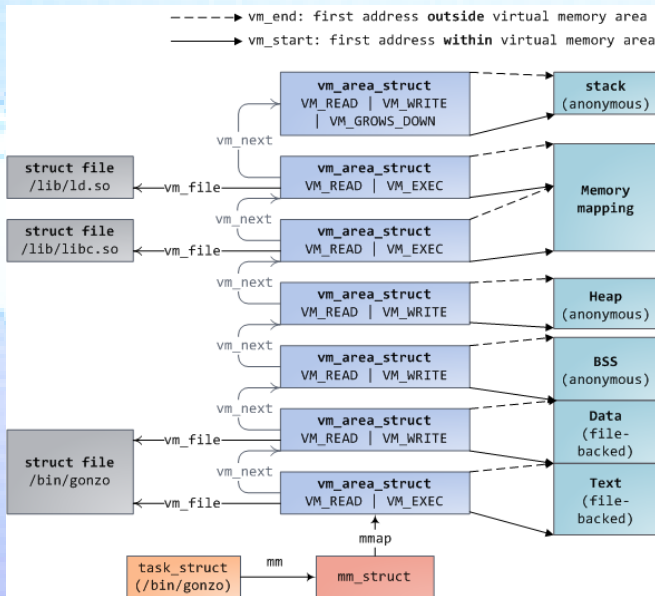 vm_end: first address outside virtual memory area
vm_start: first address within virtual memory area
vm_area_struct
VM_READ | VM_WRITE
| VM_GROWS_DOWN
stack
(anonymous)
vm_next
struct file
/lib/ld.so
vm_file
vm_area_struct
VM_READ | VM_EXEC
Memory
mapping
vm_next
struct file
/lib/libc.so
vm_file
vm_area_struct
VM_READ | VM_EXEC
vm_next
vm_area_struct
VM_READ | VM_WRITE
Heap
(anonymous)
vm_next
vm_area_struct
VM_READ | VM_WRITE
BSS
(anonymous)
vm_next
vm_file
vm_area_struct
VM_READ | VM_WRITE
Data
(file-
backed)
struct file
/bin/gonzo
vm_next
vm_file
vm_area_struct
VM_READ | VM_EXEC
Text
(file-
backed)
mmap
task_struct
(/bin/gonzo)
mm
mm_struct